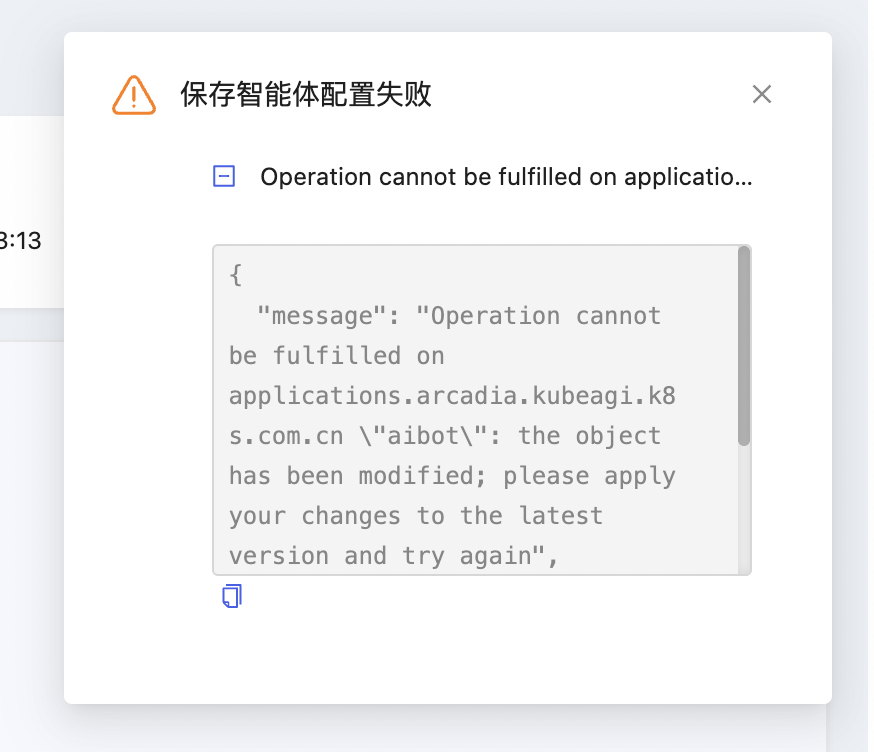 保存智能体配置失败
Operation cannot be fulfilled on applicatio...
3:13
{
"message": "Operation cannot
be fulfilled on
applications.arcadia.kubeagi.k8
s.com.cn \"aibot\": the object
has been modified; please apply
your changes to the latest
version and try again",